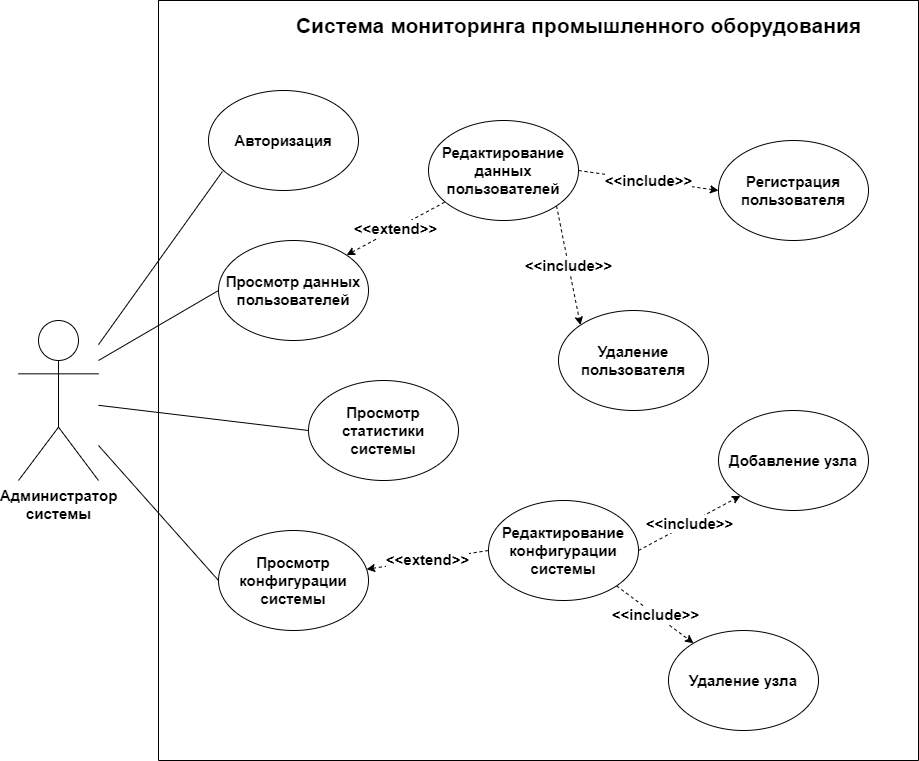 Система мониторинга промышленного оборудования
Авторизация
Редактирование
данных
пользователей
<<include>>
Регистрация
пользователя
<<extend>>
Просмотр данных
пользователей
<<include>>
Удаление
пользователя
Просмотр
статистики
системы
Добавление узла
Администратор
системы
Просмотр
конфигурации
системы
<<extend>>
Редактирование
конфигурации
системы
<<include>>
<<include>>
Удаление узла